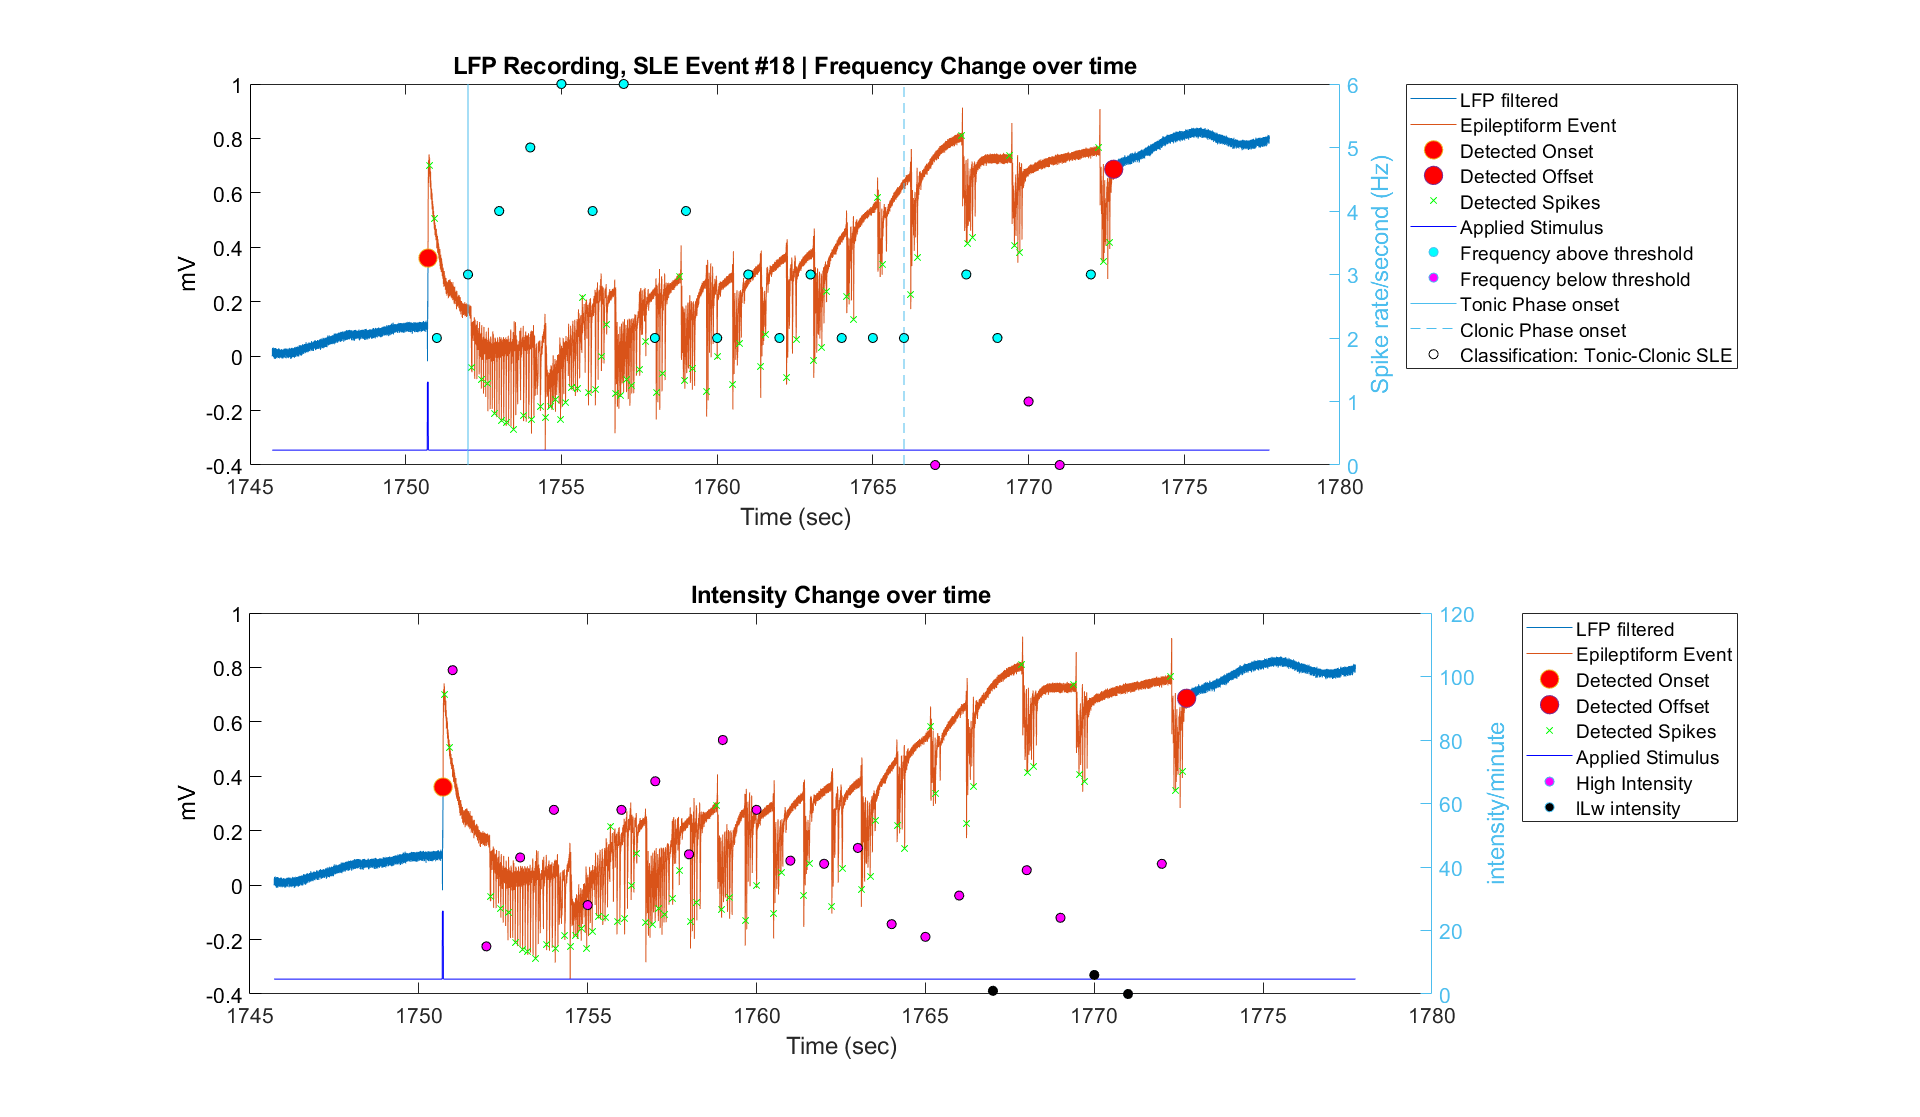 LFP Recording, SLE Event #18 | Frequency Change over time
1
0.8
0.6
0.4
0.2
0
-0.2
-0.4
mV
1745 1750 1755 1760 1765 1770 1775 1780
Time (sec)
6
5
4
3
2
1
0
Spike rate/second (Hz)
LFP filtered
Epileptiform Event
Detected Onset
Detected Offset
Detected Spikes
Applied Stimulus
Frequency above threshold
Frequency below threshold
Tonic Phase onset
Clonic Phase onset
Classification: Tonic-Clonic SLE
Intensity Change over time
1
0.8
0.6
0.4
0.2
0
-0.2
-0.4
mV
1745 1750 1755 1760 1765 1770 1775 1780
Time (sec)
120
100
80
60
40
20
0
intensity/minute
LFP filtered
Epileptiform Event
Detected Onset
Detected Offset
Detected Spikes
Applied Stimulus
High Intensity
lLw intensity